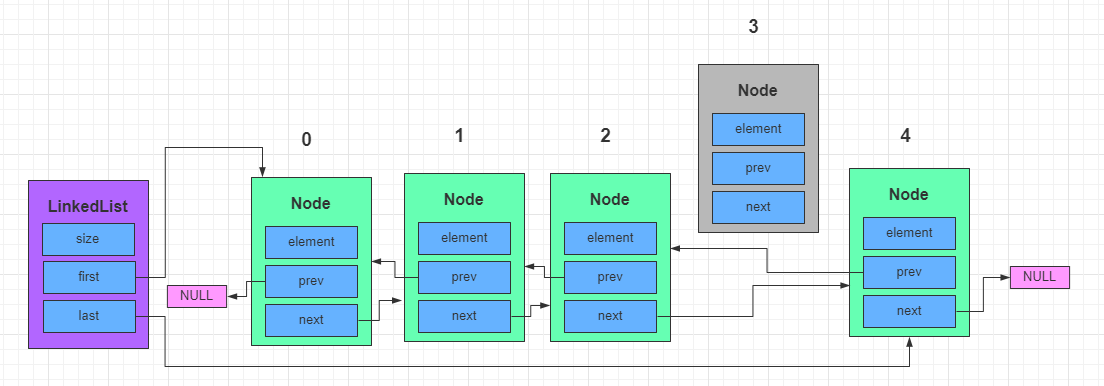 3
Node
element
prev
next
0
1
2
4
LinkedList
size
first
last
NULL
Node
element
prev
next
Node
element
prev
next
Node
element
prev
next
Node
element
prev
next
NULL